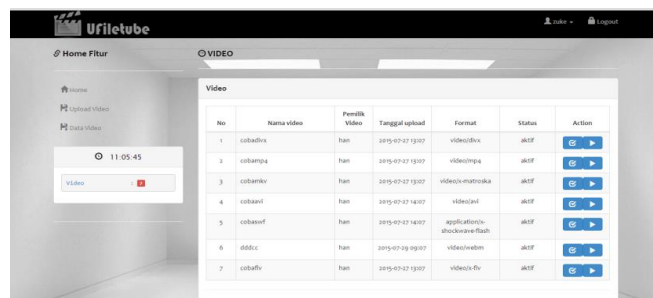 UFiletube
zuke
Logout
Home Fitur
VIDEO
Home
Upload Video
Data Video
11:05:45
Video :
Video
No Nama video Pemilik Video Tanggal upload Format Status Action
1 cobadivx han 2015-07-27 13:07 video/divx aktif
2 cobamp4 han 2015-07-27 13:07 video/mp4 aktif
3 cobamkv han 2015-07-27 13:07 video/x-matroska aktif
4 cobaavi han 2015-07-27 14:07 video/avi aktif
5 cobaswf han 2015-07-27 14:07 application/x-shockwave-flash aktif
6 dddcc han 2015-07-29 09:07 video/webm aktif
7 cobaflv han 2015-07-27 13:07 video/x-flv aktif